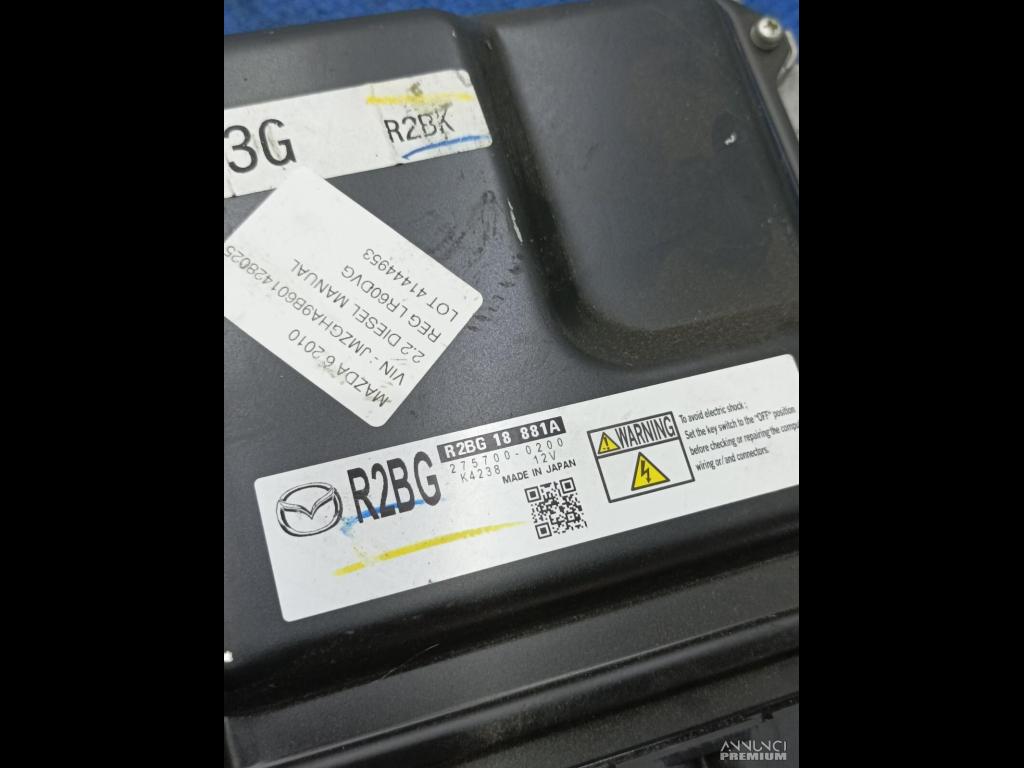 3G
R2BK
MAZDA 6 2010
VIN : JMZGHA9B601428025
2.2 DIESEL MANUAL
REG LR60DVG
LOT 41444953
R2BG
R2BG 18 881A
275700-0200
K4238 12V
MADE IN JAPAN
WARNING
To avoid electric shock ;
Set the key switch to the "OFF" position
before checking or repairing the compu
wiring or/and connectors.
ANNUNCI
PREMIUM